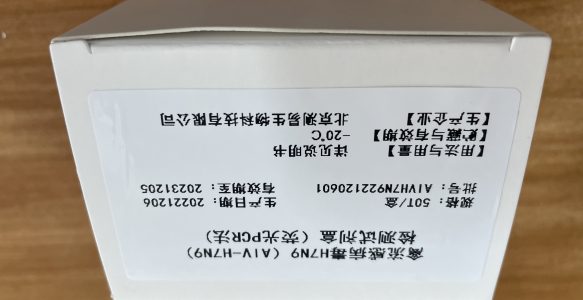 禽流感病毒H7N9（AIV-H7N9）
检测试剂盒（荧光PCR法）
规格：50T/盒 生产日期：20221206
批号：AIVH7N9221220601 有效期至：20231205
【用法与用量】 详见说明书
【贮藏与有效期】 -20℃
【生产企业】 北京测易生物科技有限公司